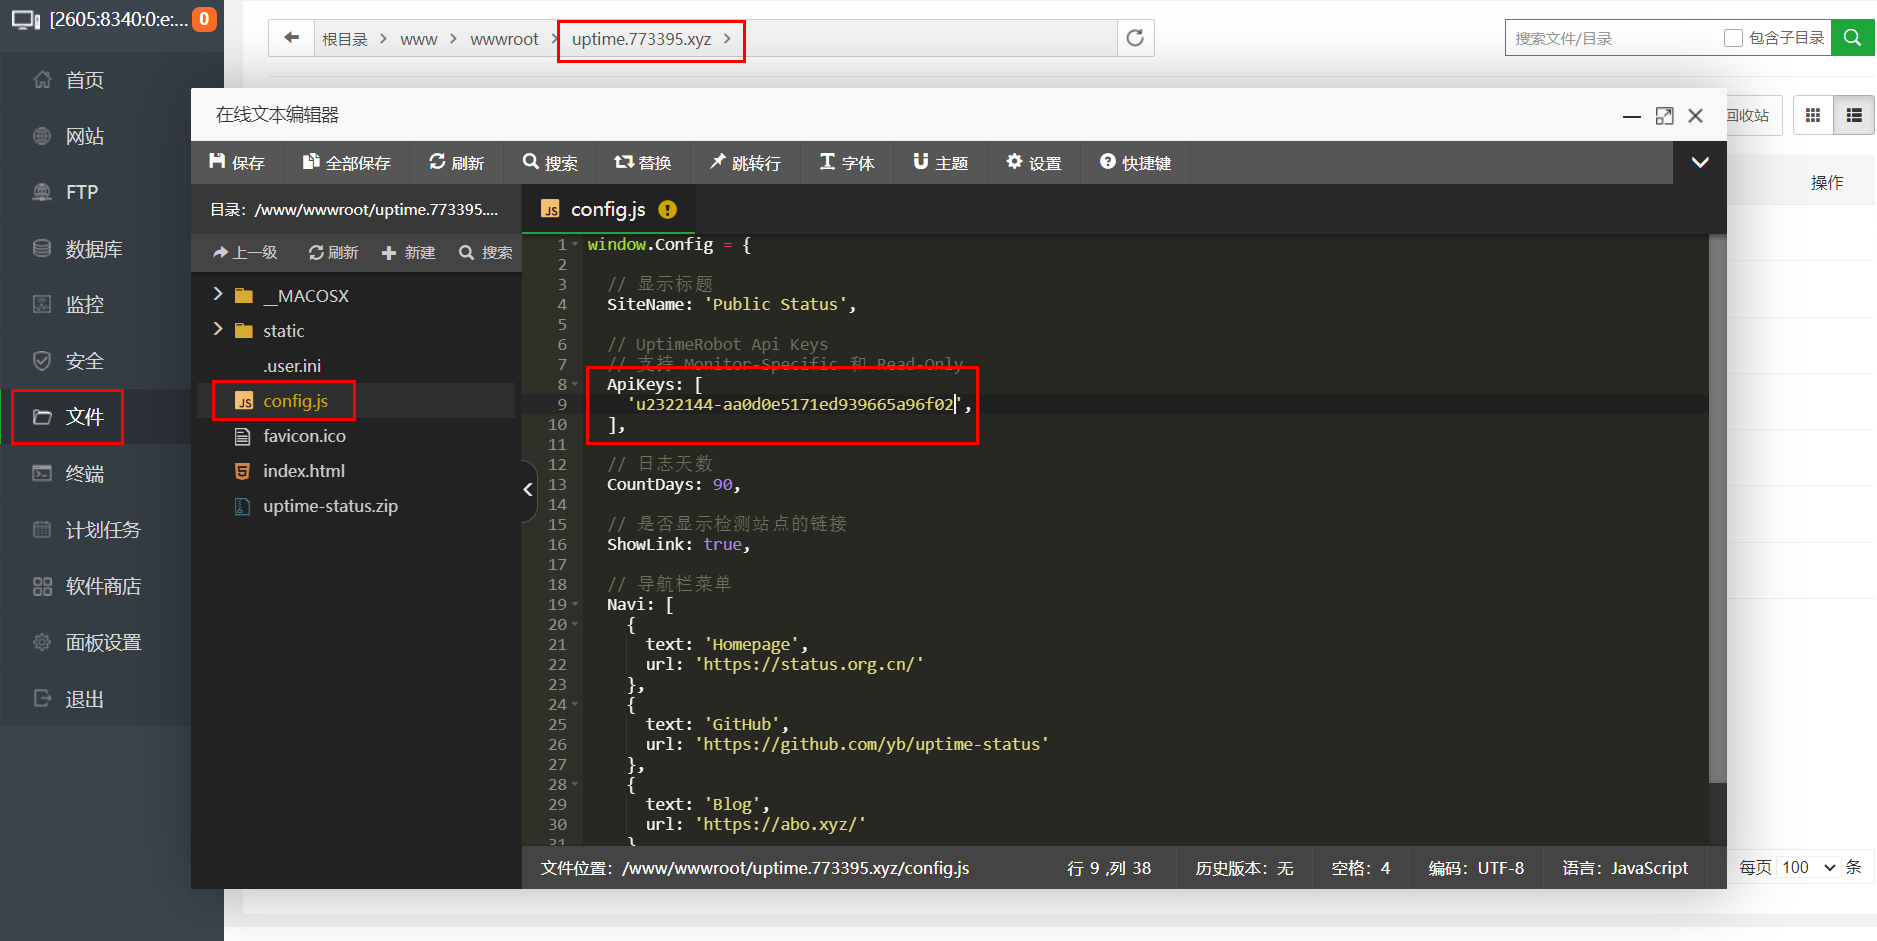 [2605:8340:0:e:... 0
首页
网站
FTP
数据库
监控
安全
文件
终端
计划任务
软件商店
面板设置
退出
根目录 > www > wwwroot > uptime.773395.xyz >
搜索文件/目录 包含子目录
回收站
操作
在线文本编辑器
保存 全部保存 刷新 搜索 替换 跳转行 字体 主题 设置 快捷键
目录：/www/wwwroot/uptime.773395....
上一级 刷新 新建 搜索
__MACOSX
static
.user.ini
config.js
favicon.ico
index.html
uptime-status.zip
config.js
1 window.Config = {
2
3 // 显示标题
4 SiteName: 'Public Status',
5
6 // UptimeRobot Api Keys
7 // 支持 Monitor-Specific 和 Read-Only
8 ApiKeys: [
9 'u2322144-aa0d0e5171ed939665a96f02',
10 ],
11
12 // 日志天数
13 CountDays: 90,
14
15 // 是否显示检测站点的链接
16 ShowLink: true,
17
18 // 导航栏菜单
19 Navi: [
20 {
21 text: 'Homepage',
22 url: 'https://status.org.cn/'
23 },
24 {
25 text: 'GitHub',
26 url: 'https://github.com/yb/uptime-status'
27 },
28 {
29 text: 'Blog',
30 url: 'https://abo.xyz/'
31 }
文件位置：/www/wwwroot/uptime.773395.xyz/config.js 行 9 ,列 38 历史版本：无 空格：4 编码：UTF-8 语言：JavaScript
每页 100 条